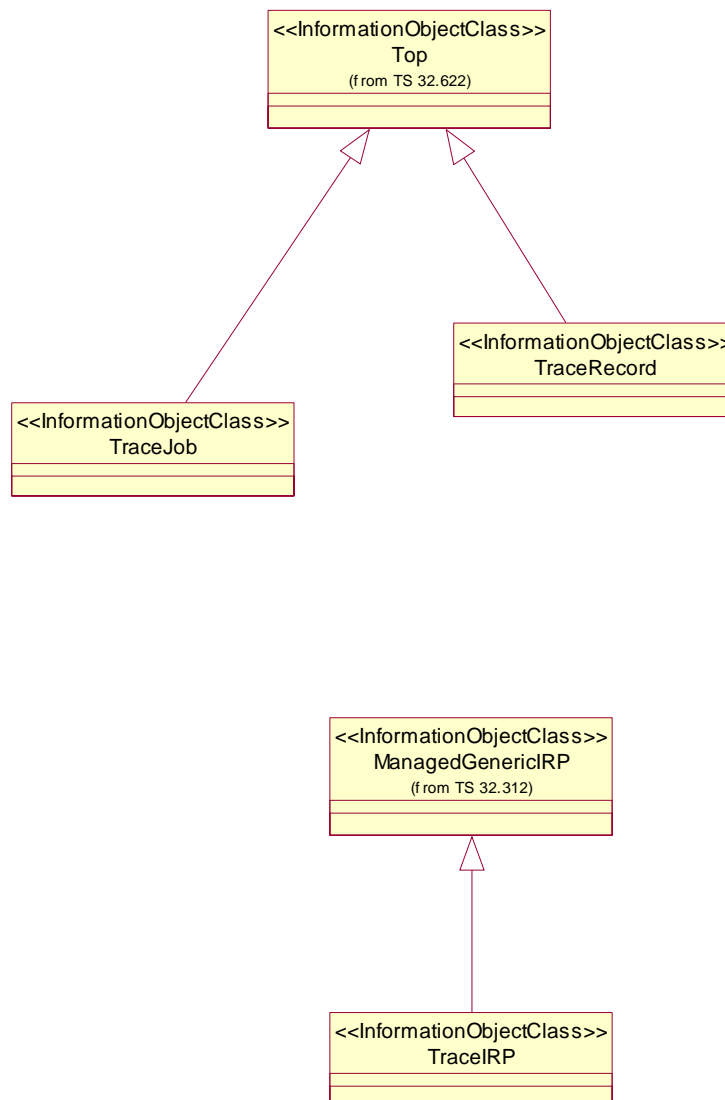 <<InformationObjectClass>>
Top
(from TS 32.622)
<<InformationObjectClass>>
TraceRecord
<<InformationObjectClass>>
TraceJob
<<InformationObjectClass>>
ManagedGenericIRP
(from TS 32.312)
<<InformationObjectClass>>
TraceIRP